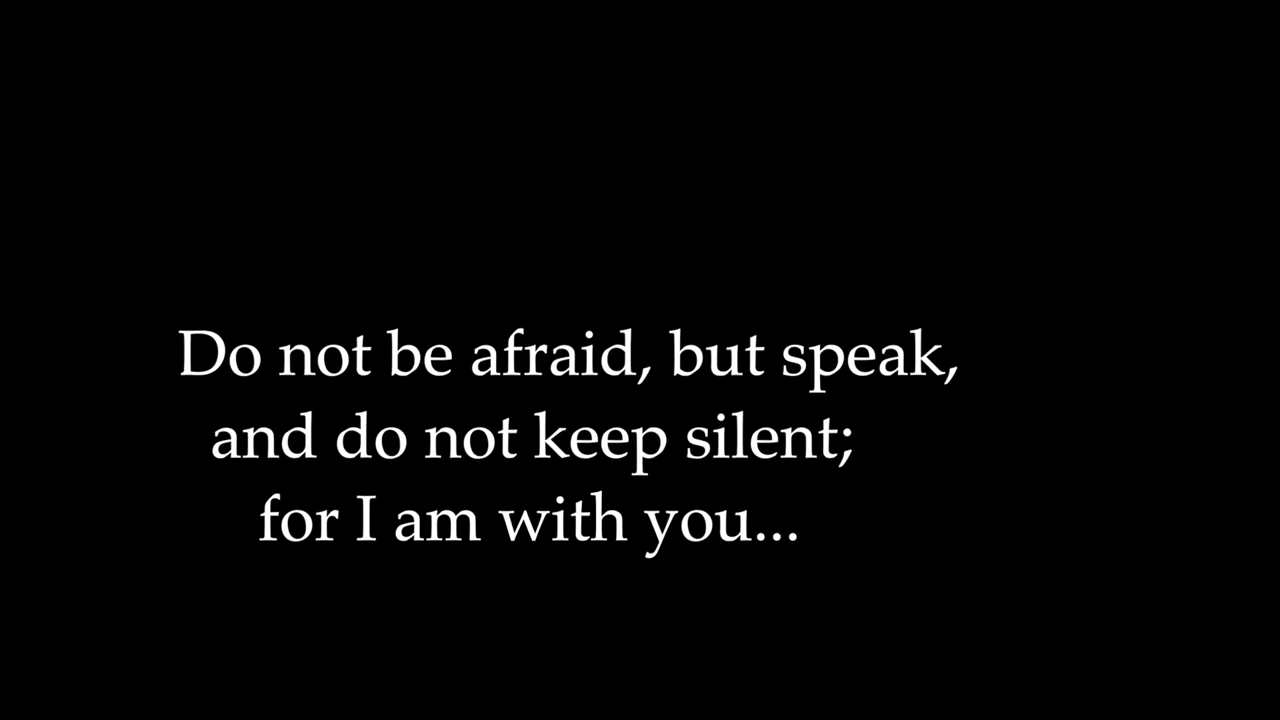 Do not be afraid, but speak,
and do not keep silent;
for I am with you...